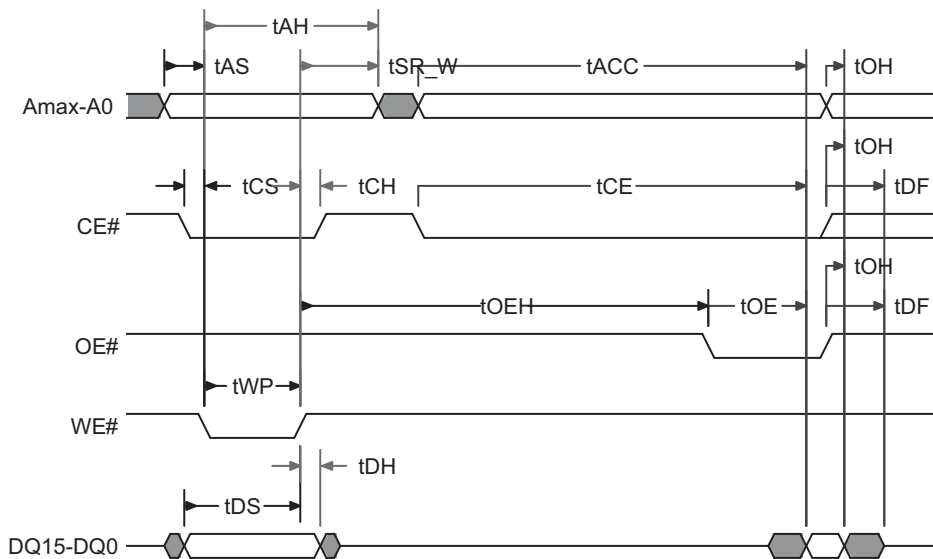 tAH
tAS tSR_W tACC tOH
Amax-A0
tOH
tCS tCH tCE tDF
CE#
tOH
tOEH tOE tDF
OE#
tWP
WE#
tDH
tDS
DQ15-DQ0